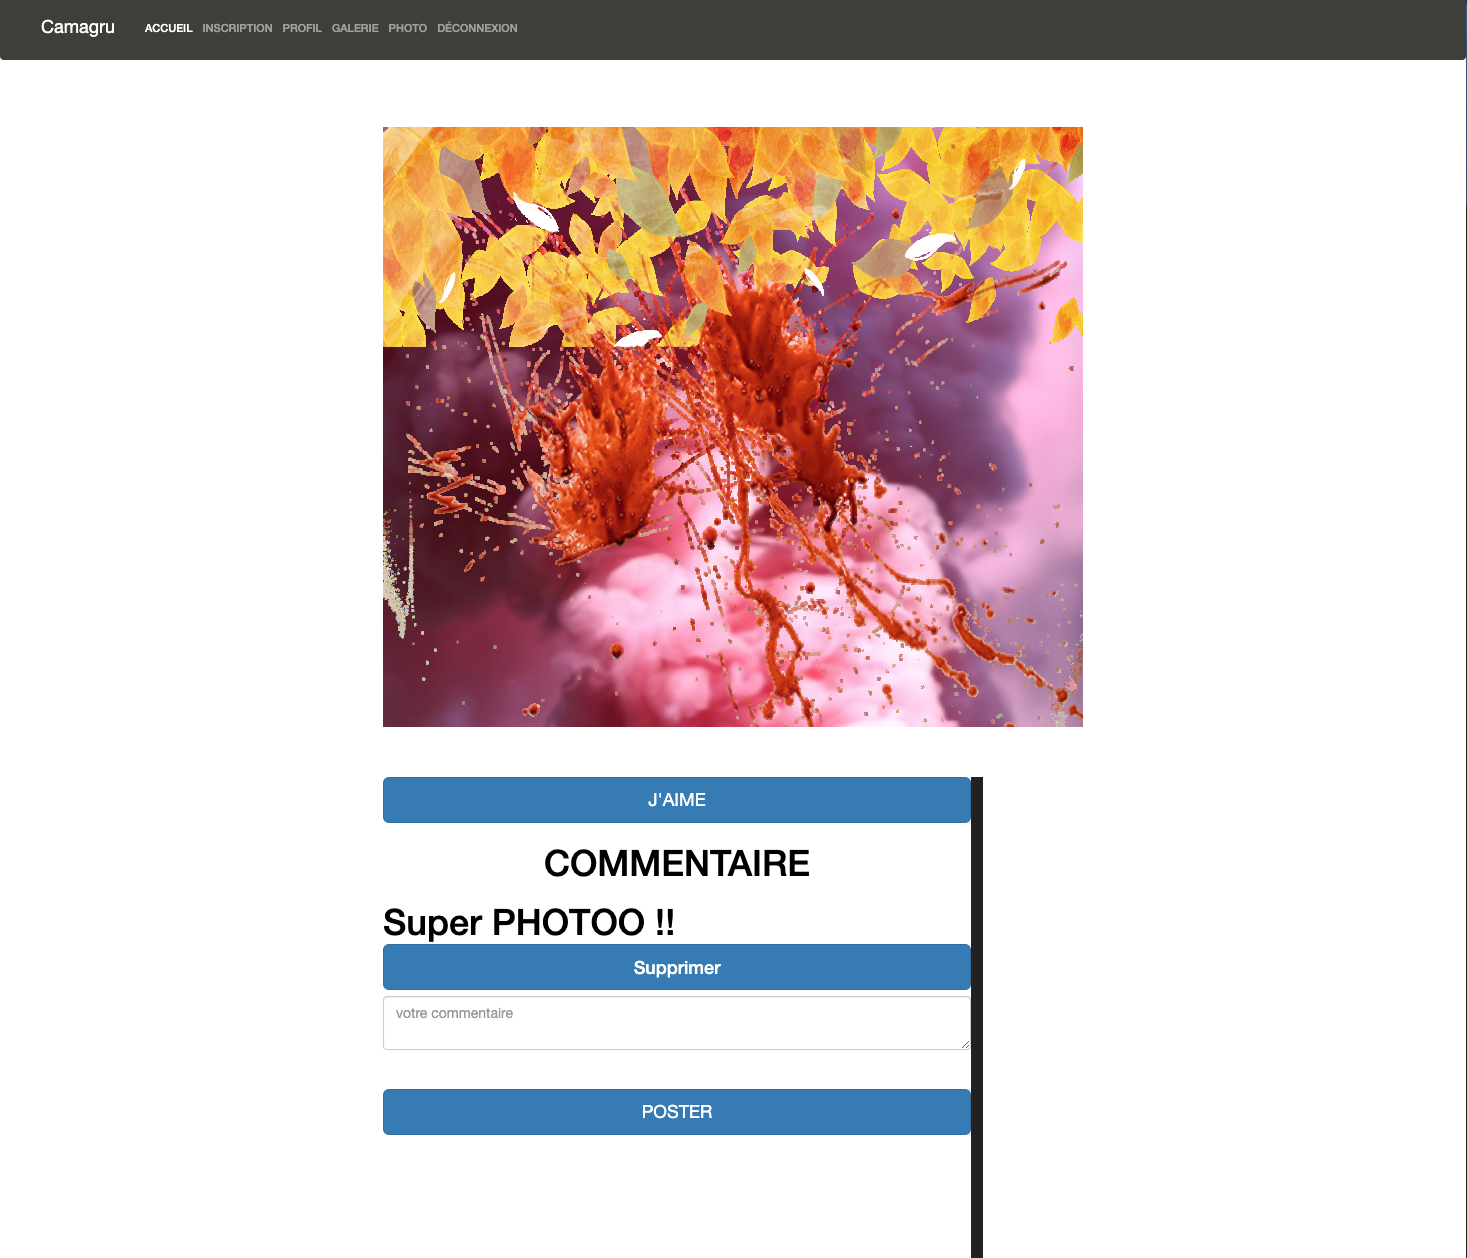 Camagru ACCUEIL INSCRIPTION PROFIL GALERIE PHOTO DÉCONNEXION
J'AIME
COMMENTAIRE
Super PHOTOO !!
Supprimer
votre commentaire
POSTER